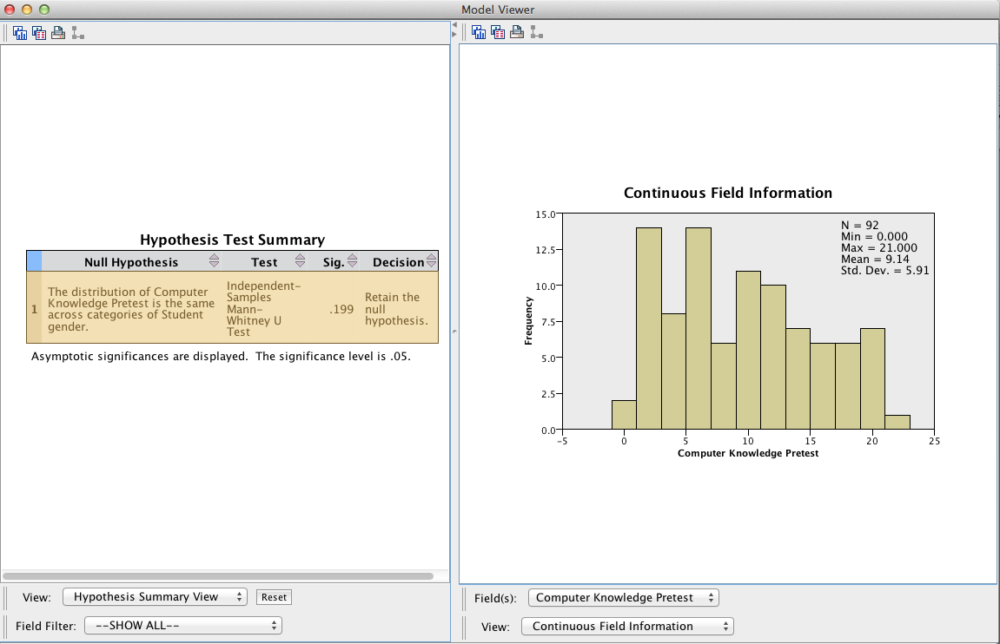 Model Viewer
Hypothesis Test Summary
Null Hypothesis Test Sig. Decision
1
The distribution of Computer
Knowledge Pretest is the same
across categories of Student
gender.
Independent-
Samples
Mann-
Whitney U
Test
.199
Retain the
null
hypothesis.
Asymptotic significances are displayed.  The significance level is .05.
View: Hypothesis Summary View Reset
Field Filter: --SHOW ALL--
Continuous Field Information
N = 92
Min = 0.000
Max = 21.000
Mean = 9.14
Std. Dev. = 5.91
Frequency
15.0
12.5
10.0
7.5
5.0
2.5
0.0
-5 0 5 10 15 20 25
Computer Knowledge Pretest
Field(s): Computer Knowledge Pretest
View: Continuous Field Information